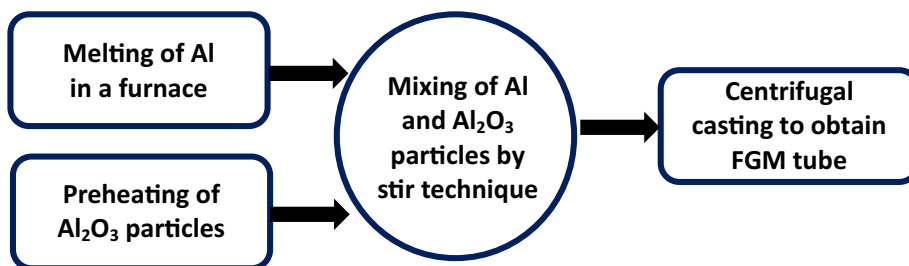 Melting of Al
in a furnace
Preheating of
Al₂O₃ particles
Mixing of Al
and Al₂O₃
particles by
stir technique
Centrifugal
casting to obtain
FGM tube